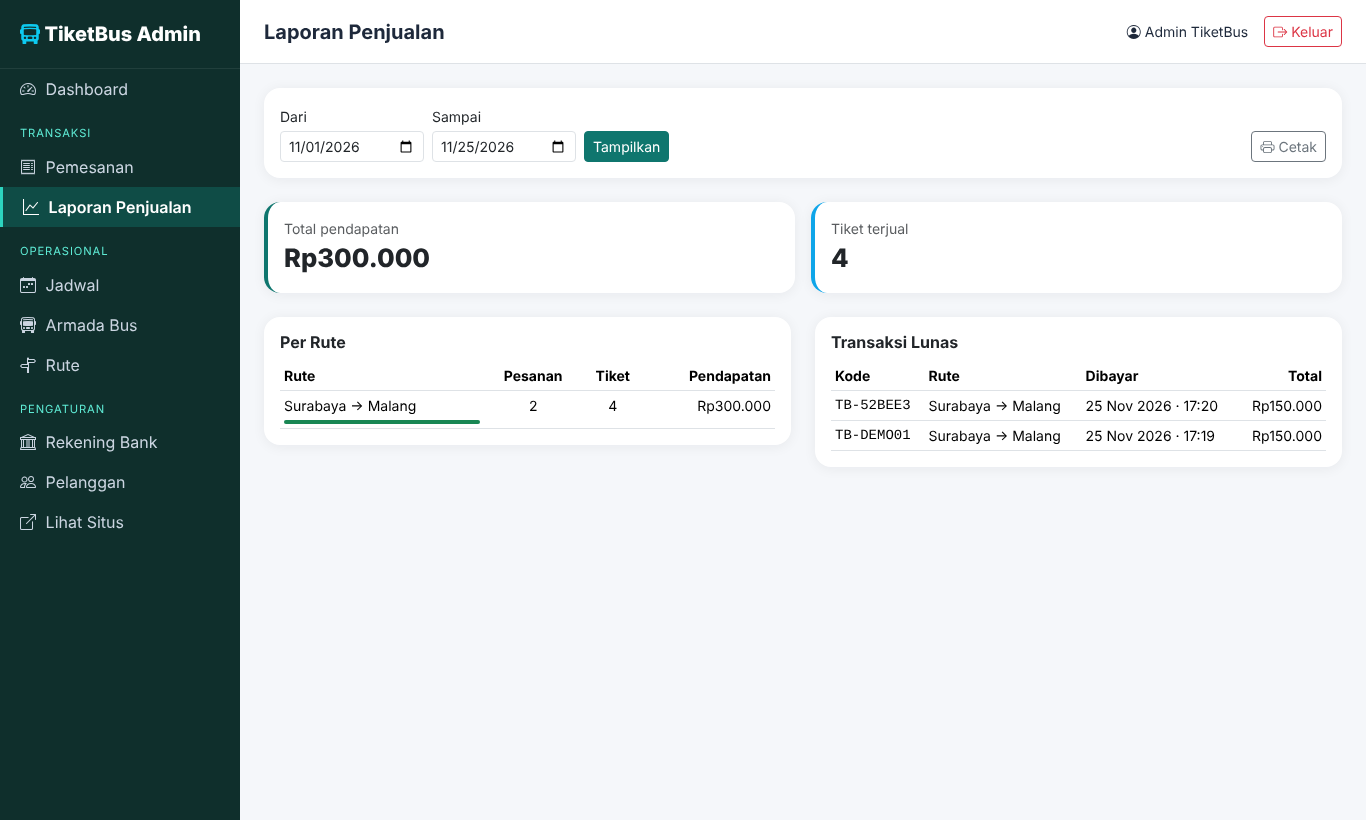 TiketBus Admin
Dashboard
TRANSAKSI
Pemesanan
Laporan Penjualan
OPERASIONAL
Jadwal
Armada Bus
Rute
PENGATURAN
Rekening Bank
Pelanggan
Lihat Situs
Laporan Penjualan
Admin TiketBus
Keluar
Dari
Sampai
11/01/2026
11/25/2026
Tampilkan
Cetak
Total pendapatan
Rp300.000
Tiket terjual
4
Per Rute
Rute Pesanan Tiket Pendapatan
Surabaya → Malang 2 4 Rp300.000
Transaksi Lunas
Kode Rute Dibayar Total
TB-52BEE3 Surabaya → Malang 25 Nov 2026 · 17:20 Rp150.000
TB-DEMO01 Surabaya → Malang 25 Nov 2026 · 17:19 Rp150.000